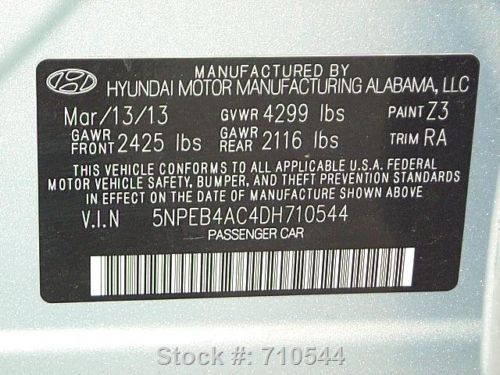 MANUFACTURED BY
HYUNDAI MOTOR MANUFACTURING ALABAMA, LLC
Mar/13/13 GVWR 4299 lbs PAINT Z3
GAWR FRONT 2425 lbs GAWR REAR 2116 lbs TRIM RA
THIS VEHICLE CONFORMS TO ALL APPLICABLE U.S.A. FEDERAL
MOTOR VEHICLE SAFETY, BUMPER, AND THEFT PREVENTION
STANDARDS IN EFFECT ON THE DATE OF MANUFACTURE SHOWN ABOVE.
V.I.N 5NPEB4AC4DH710544
PASSENGER CAR
Stock #: 710544